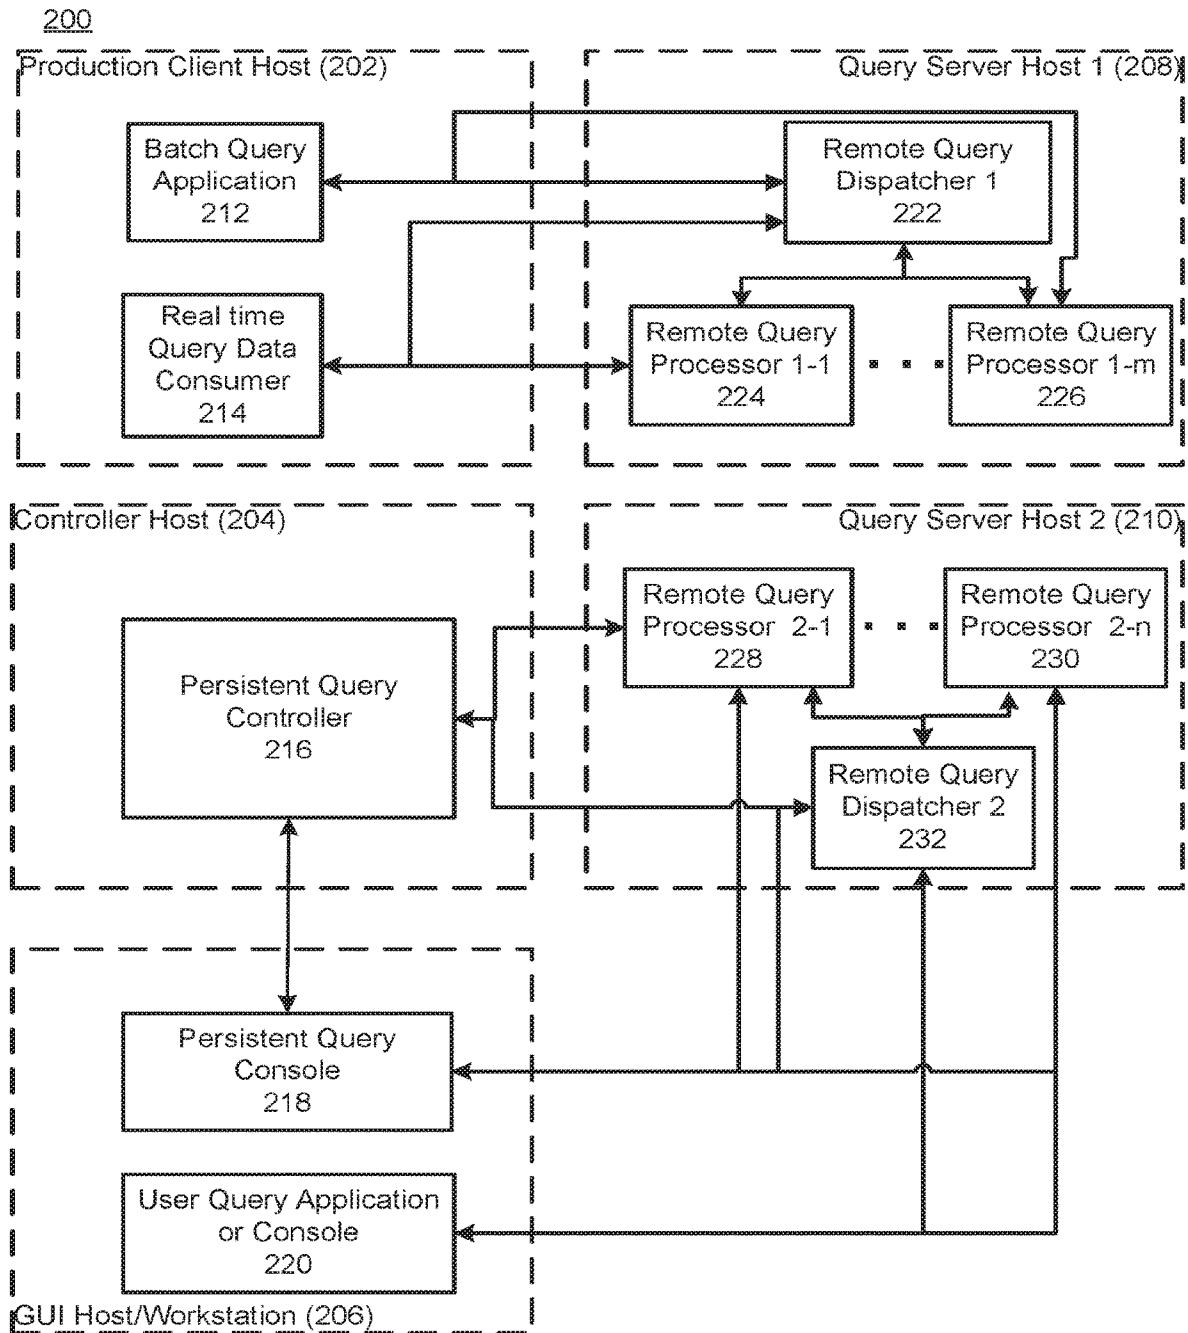 200
Production Client Host (202)
Batch Query
Application
212
Real time
Query Data
Consumer
214
Query Server Host 1 (208)
Remote Query
Dispatcher 1
222
Remote Query
Processor 1-1
224
Remote Query
Processor 1-m
226
Controller Host (204)
Persistent Query
Controller
216
Query Server Host 2 (210)
Remote Query
Processor 2-1
228
Remote Query
Processor 2-n
230
Remote Query
Dispatcher 2
232
Persistent Query
Console
218
User Query Application
or Console
220
GUI Host/Workstation (206)